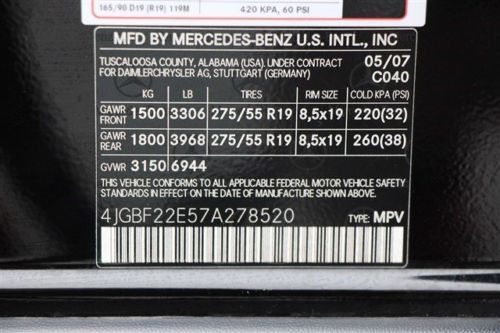 165/90 D19 (R19) 119M
420 KPA, 60 PSI
MFD BY MERCEDES-BENZ U.S. INTL., INC
TUSCALOOSA COUNTY, ALABAMA (USA). UNDER CONTRACT 05/07
FOR DAIMLERCHRYSLER AG, STUTTGART (GERMANY) C040
KG LB TIRES RIM SIZE COLD KPA (PSI)
GAWR FRONT 1500 3306 275/55 R19 8,5x19 220(32)
GAWR REAR 1800 3968 275/55 R19 8,5x19 260(38)
GVWR 3150 6944
THIS VEHICLE CONFORMS TO ALL APPLICABLE FEDERAL MOTOR VEHICLE
STANDARDS IN EFFECT ON THE DATE OF MANUFACTURE SHOWN ABOVE.
4JGBF22E57A278520 TYPE: MPV